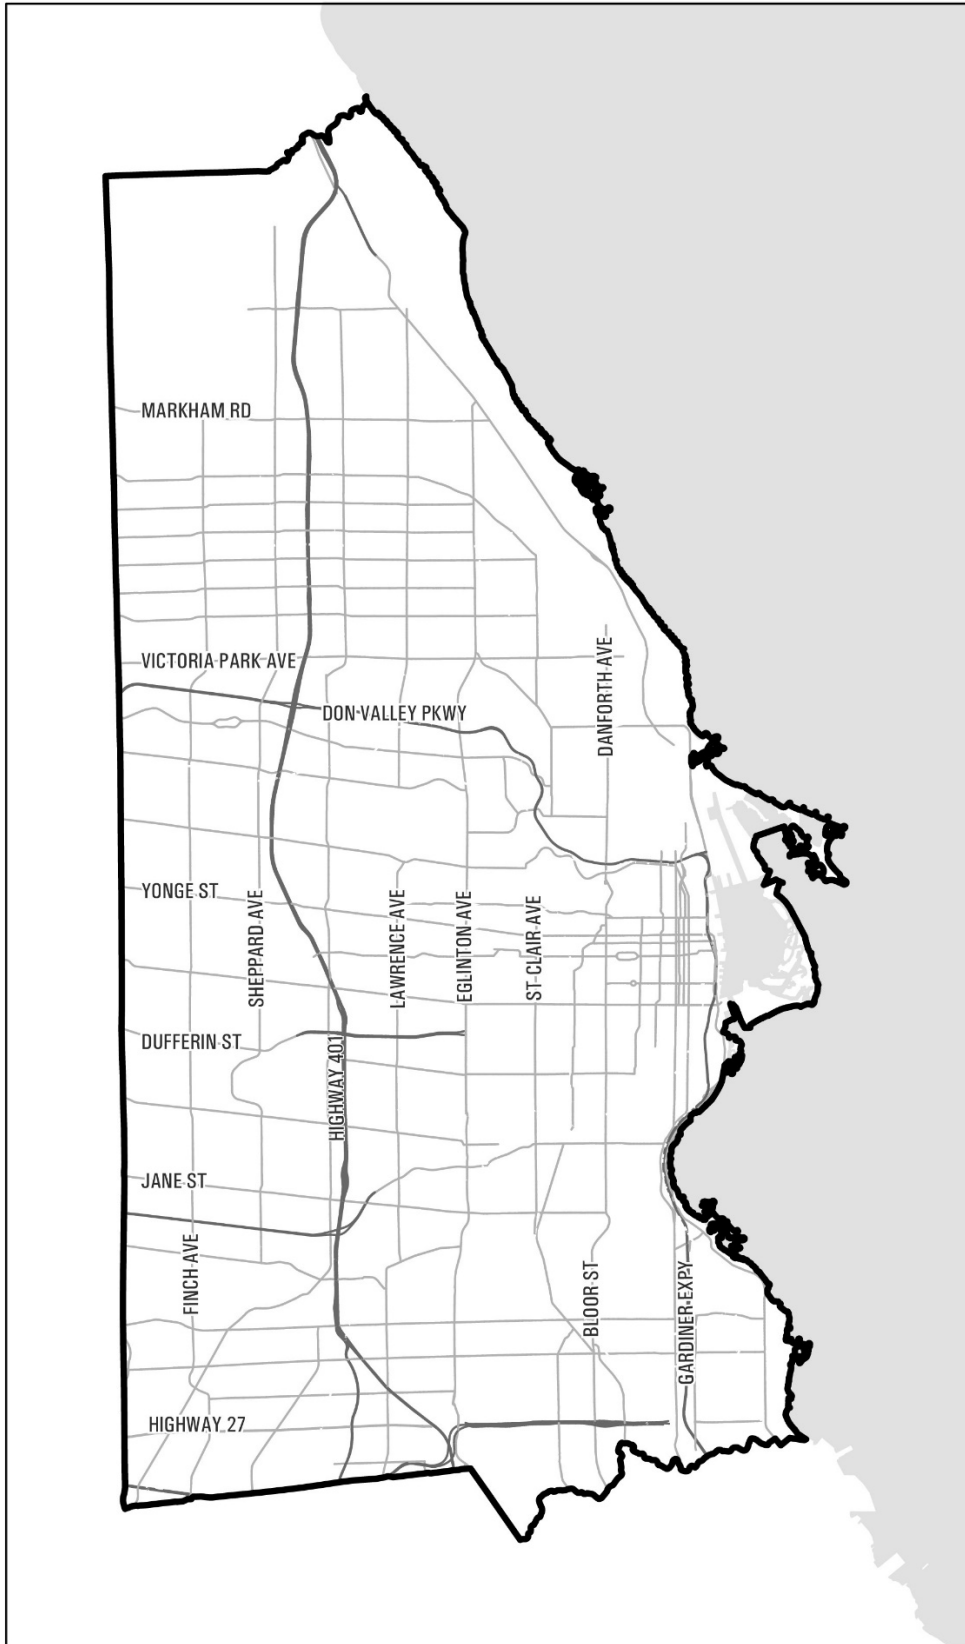 MARKHAM RD
VICTORIA PARK AVE
DANFORTH AVE
DON VALLEY PKWY
YONGE ST
SHEPPARD AVE
LAWRENCE AVE
EGLINTON AVE
ST CLAIR AVE
DUFFERIN ST
HIGHWAY 401
JANE ST
FINCH AVE
BLOOR ST
GARDINER EXPY
HIGHWAY 27